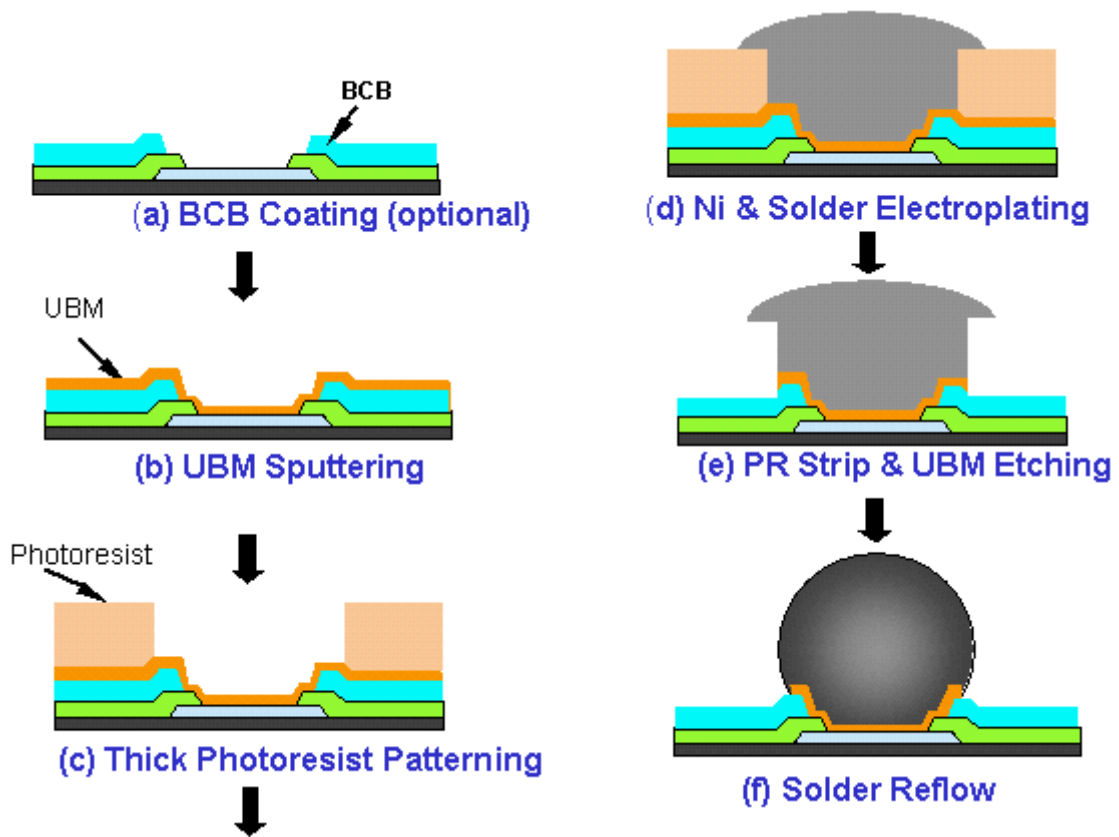 BCB
(a) BCB Coating (optional)
UBM
(b) UBM Sputtering
Photoresist
(c) Thick Photoresist Patterning
(d) Ni & Solder Electroplating
(e) PR Strip & UBM Etching
(f) Solder Reflow